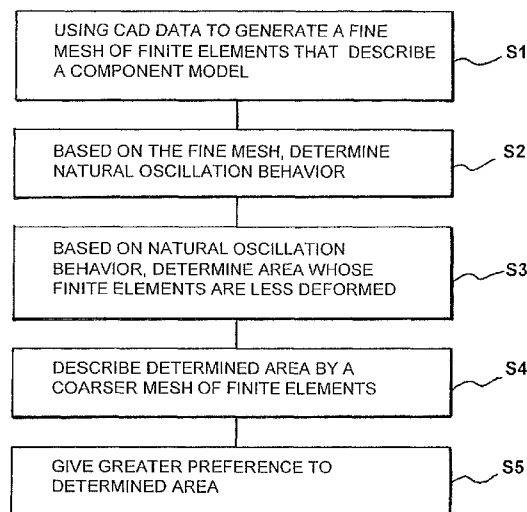 USING CAD DATA TO GENERATE A FINE
MESH OF FINITE ELEMENTS THAT DESCRIBE
A COMPONENT MODEL
S1
BASED ON THE FINE MESH, DETERMINE
NATURAL OSCILLATION BEHAVIOR
S2
BASED ON NATURAL OSCILLATION
BEHAVIOR, DETERMINE AREA WHOSE
FINITE ELEMENTS ARE LESS DEFORMED
S3
DESCRIBE DETERMINED AREA BY A
COARSER MESH OF FINITE ELEMENTS
S4
GIVE GREATER PREFERENCE TO
DETERMINED AREA
S5